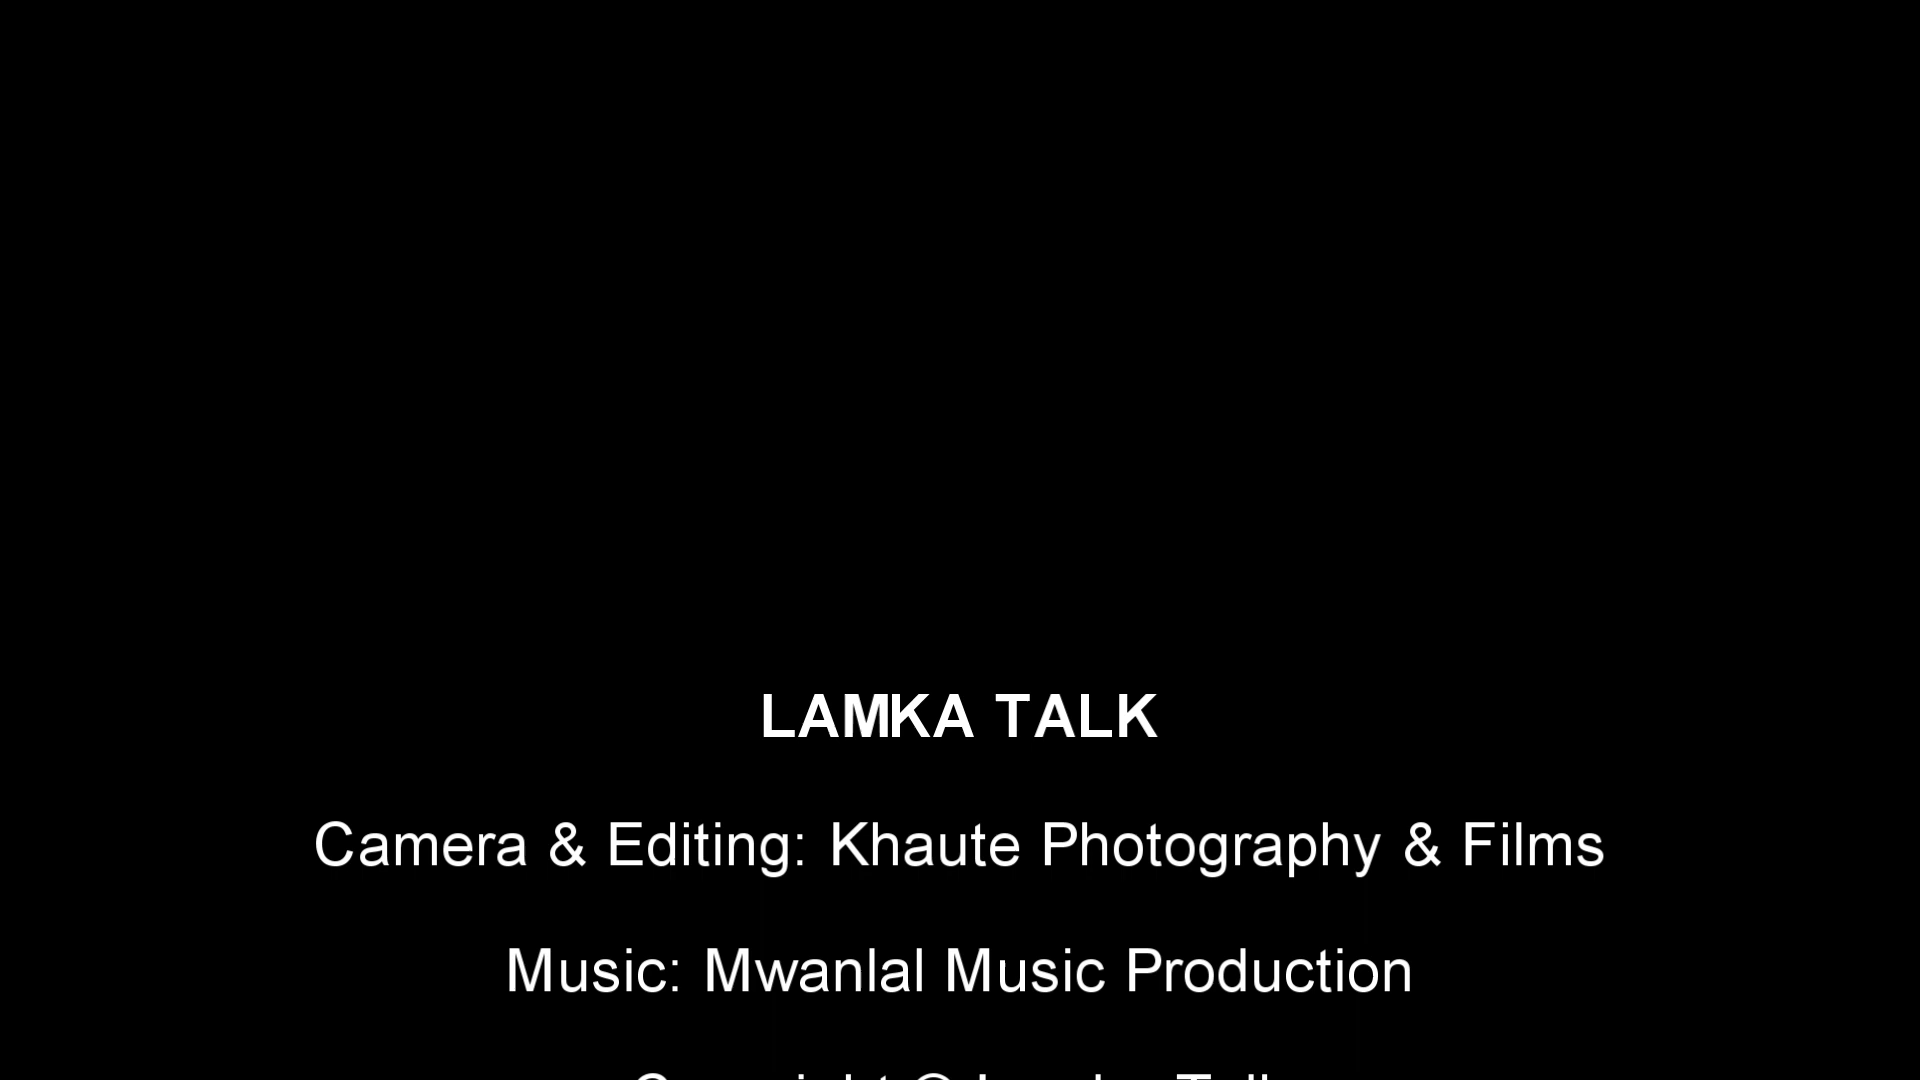 LAMKA TALK
Camera & Editing: Khaute Photography & Films
Music: Mwanlal Music Production